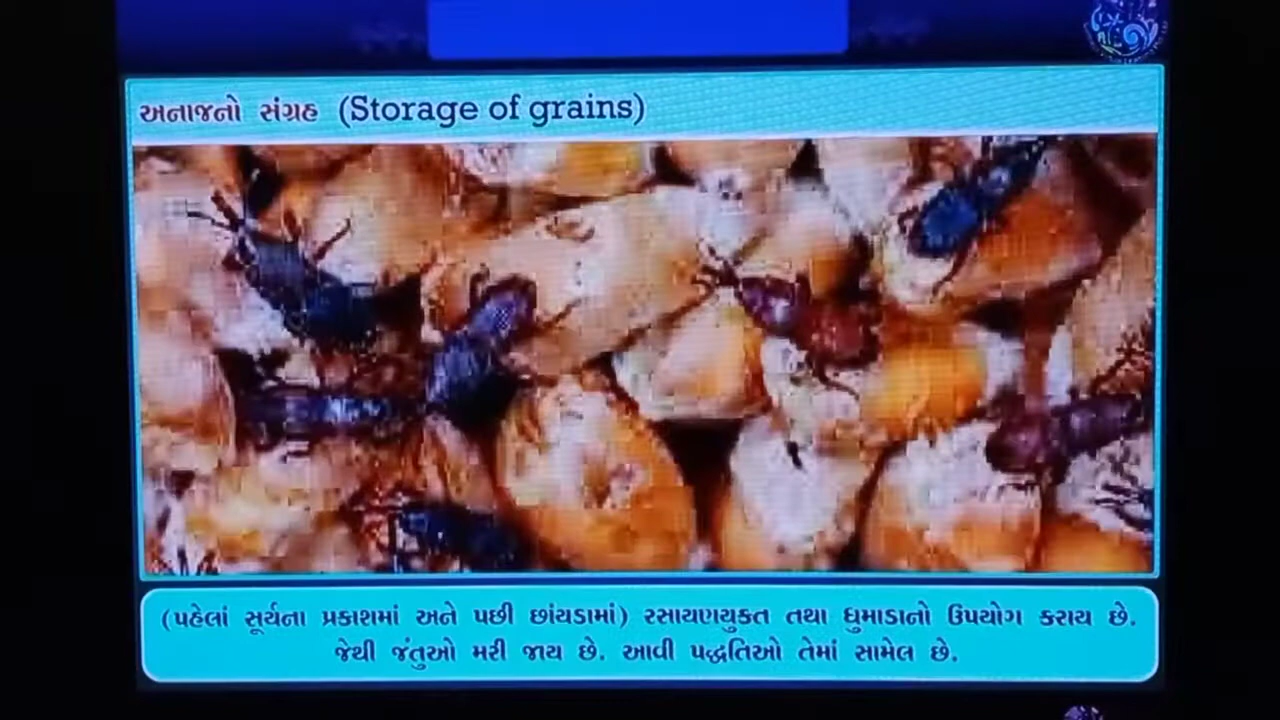 અનાજનો સંગ્રહ (Storage of grains)
(પહેલાં સૂર્યના પ્રકાશમાં અને પછી છાંયડામાં) રસાયણયુક્ત તથા ધુમાડાનો ઉપયોગ કરાય છે.
જેથી જંતુઓ મરી જાય છે. આવી પદ્ધતિઓ તેમાં સામેલ છે.